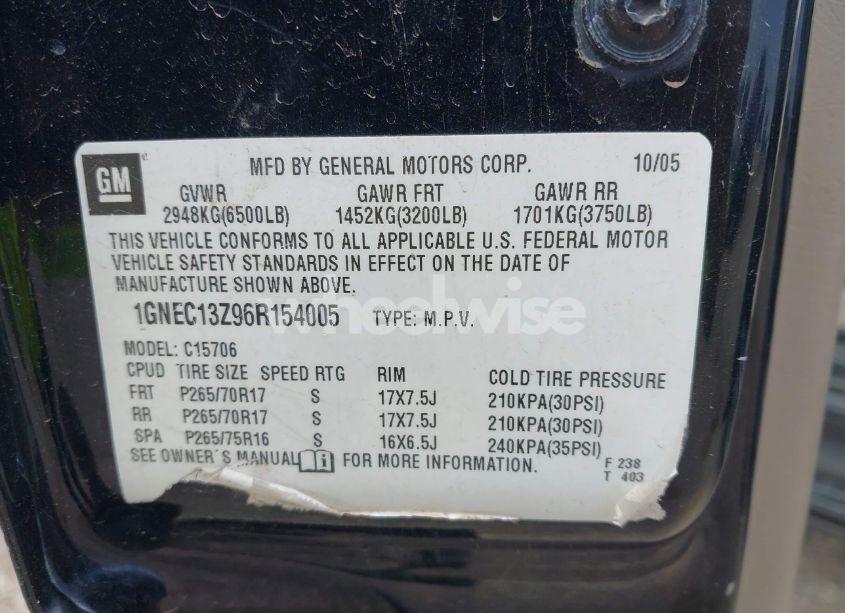 GM
MFD BY GENERAL MOTORS CORP. 10/05
GVWR GAWR FRT GAWR RR
2948KG(6500LB) 1452KG(3200LB) 1701KG(3750LB)
THIS VEHICLE CONFORMS TO ALL APPLICABLE U.S. FEDERAL MOTOR
VEHICLE SAFETY STANDARDS IN EFFECT ON THE DATE OF
MANUFACTURE SHOWN ABOVE.
wheelwise
1GNEC13Z96R154005 TYPE: M.P.V.
MODEL: C15706
CPUD TIRE SIZE SPEED RTG RIM COLD TIRE PRESSURE
FRT P265/70R17 S 17X7.5J 210KPA(30PSI)
RR P265/70R17 S 17X7.5J 210KPA(30PSI)
SPA P265/75R16 S 16X6.5J 240KPA(35PSI)
SEE OWNER'S MANUAL FOR MORE INFORMATION.
F 238
T 403